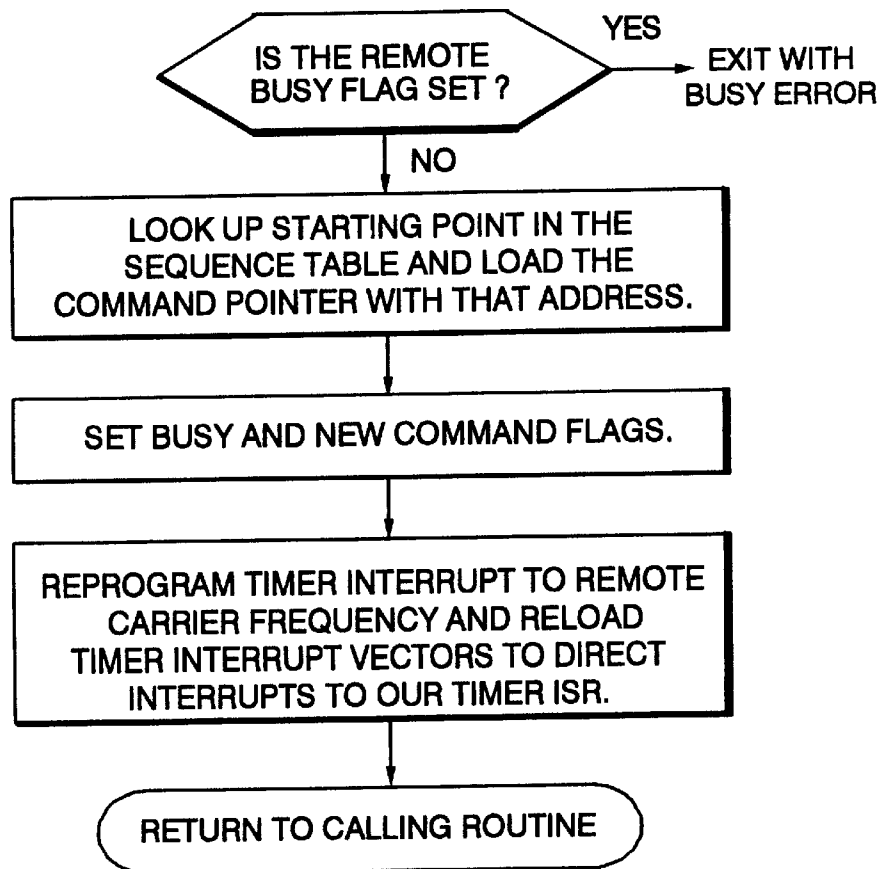 IS THE REMOTE
BUSY FLAG SET ?
YES
EXIT WITH
BUSY ERROR
NO
LOOK UP STARTING POINT IN THE
SEQUENCE TABLE AND LOAD THE
COMMAND POINTER WITH THAT ADDRESS.
SET BUSY AND NEW COMMAND FLAGS.
REPROGRAM TIMER INTERRUPT TO REMOTE
CARRIER FREQUENCY AND RELOAD
TIMER INTERRUPT VECTORS TO DIRECT
INTERRUPTS TO OUR TIMER ISR.
RETURN TO CALLING ROUTINE